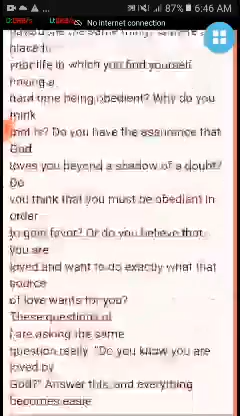 87% 6:46 AM
No internet connection
place in
your life in which you find yourself
having a
hard time being obedient? Why do you
think
that is? Do you have the assurance that
God
loves you beyond a shadow of a doubt?
Do
you think that you must be obedient in
order
to gain favor? Or do you believe that
you are
loved and want to do exactly what that
source
of love wants for you?
These questions of
I are asking the same
question really. "Do you know you are
loved by
God?" Answer this, and everything
becomes easie